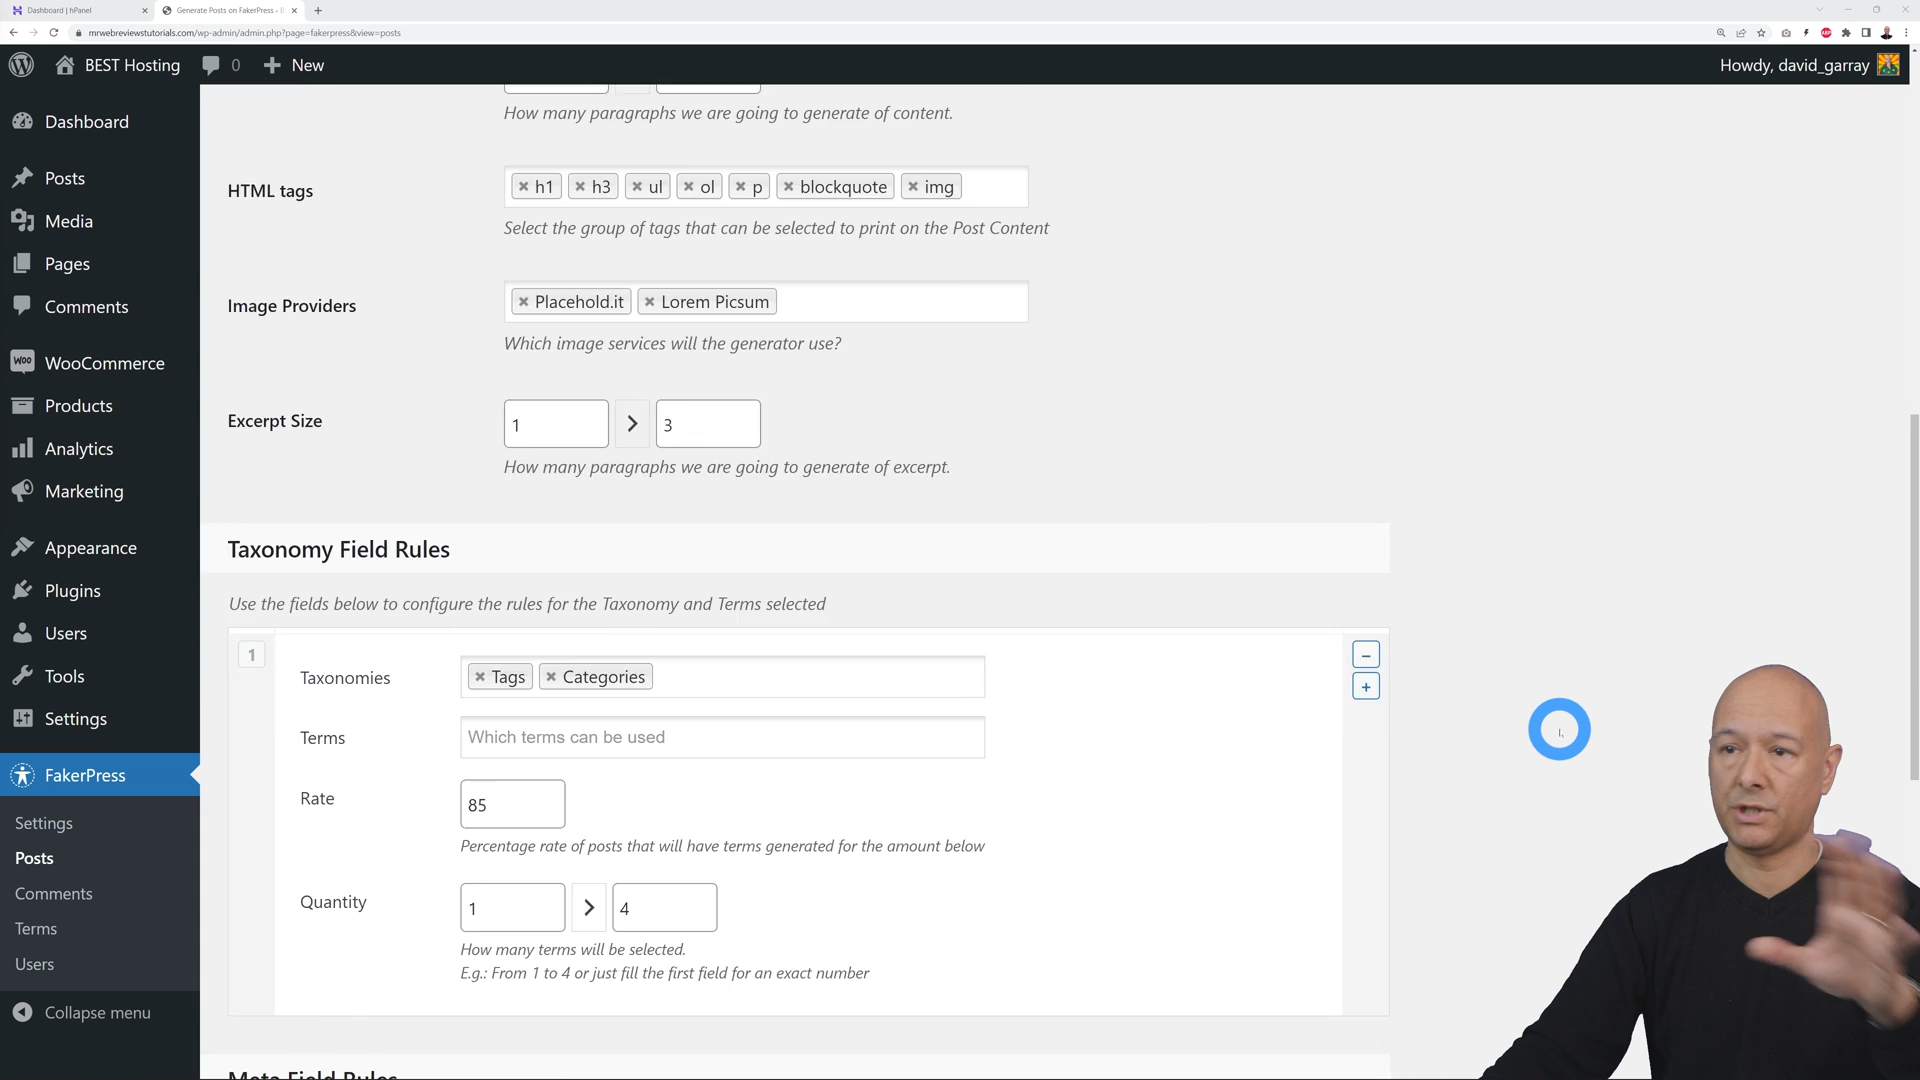 Dashboard | hPanel
Generate Posts on FakerPress ‹
mrwebreviewstutorials.com/wp-admin/admin.php?page=fakerpress&view=posts
BEST Hosting
0
New
Howdy, david_garray
Dashboard
Posts
Media
Pages
Comments
WooCommerce
Products
Analytics
Marketing
Appearance
Plugins
Users
Tools
Settings
FakerPress
Settings
Posts
Comments
Terms
Users
Collapse menu
How many paragraphs we are going to generate of content.
HTML tags
h1 h3 ul ol p blockquote img
Select the group of tags that can be selected to print on the Post Content
Image Providers
Placehold.it Lorem Picsum
Which image services will the generator use?
Excerpt Size
1 3
How many paragraphs we are going to generate of excerpt.
Taxonomy Field Rules
Use the fields below to configure the rules for the Taxonomy and Terms selected
1
Taxonomies
Tags Categories
Terms
Which terms can be used
Rate
85
Percentage rate of posts that will have terms generated for the amount below
Quantity
1 4
How many terms will be selected.
E.g.: From 1 to 4 or just fill the first field for an exact number
Meta Field Rules